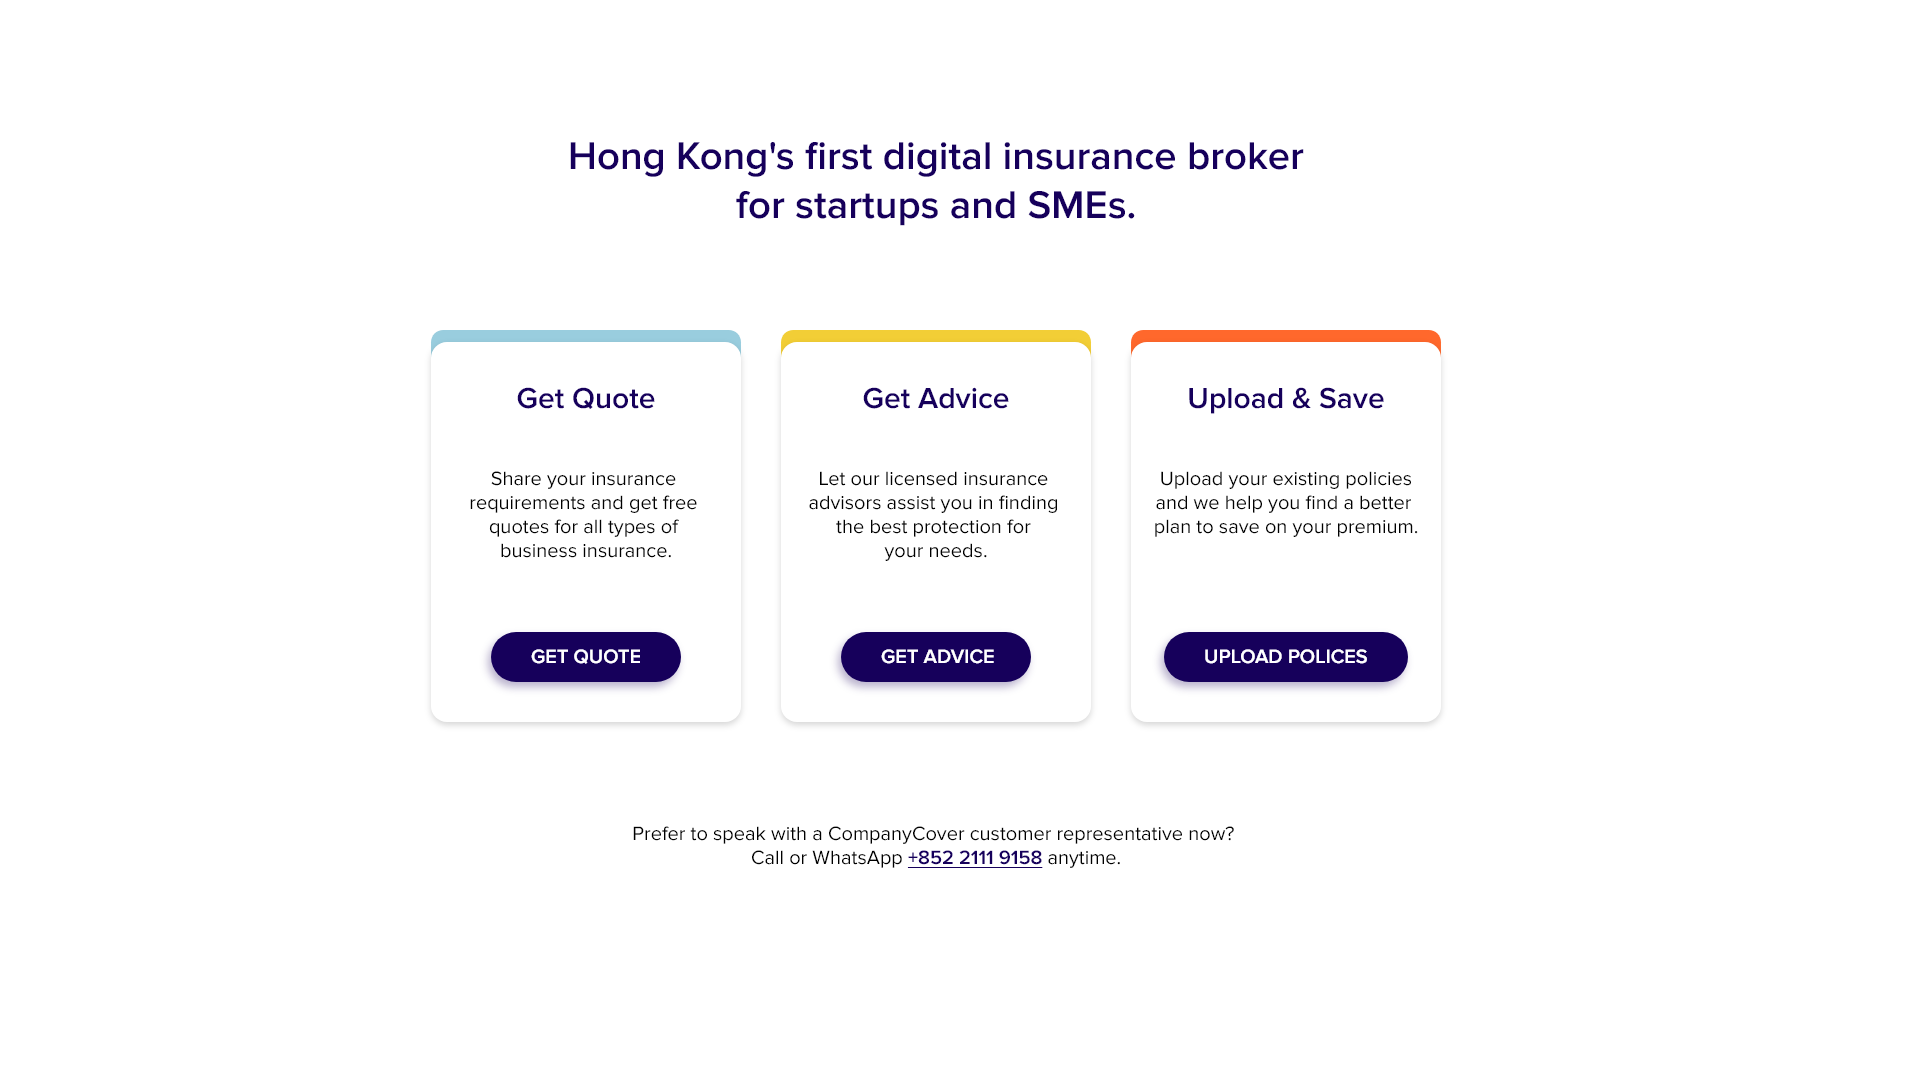 Hong Kong's first digital insurance broker
for startups and SMEs.
Get Quote
Share your insurance
requirements and get free
quotes for all types of
business insurance.
GET QUOTE
Get Advice
Let our licensed insurance
advisors assist you in finding
the best protection for
your needs.
GET ADVICE
Upload & Save
Upload your existing policies
and we help you find a better
plan to save on your premium.
UPLOAD POLICES
Prefer to speak with a CompanyCover customer representative now?
Call or WhatsApp +852 2111 9158 anytime.